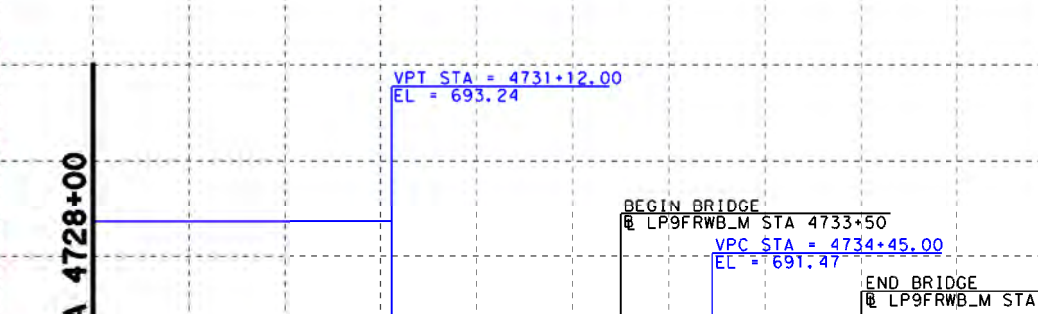 VPT STA = 4731+12.00
EL = 693.24
4728+00
BEGIN BRIDGE
℄ LP9FRWB_M STA 4733+50
VPC STA = 4734+45.00
EL = 691.47
END BRIDGE
℄ LP9FRWB_M STA